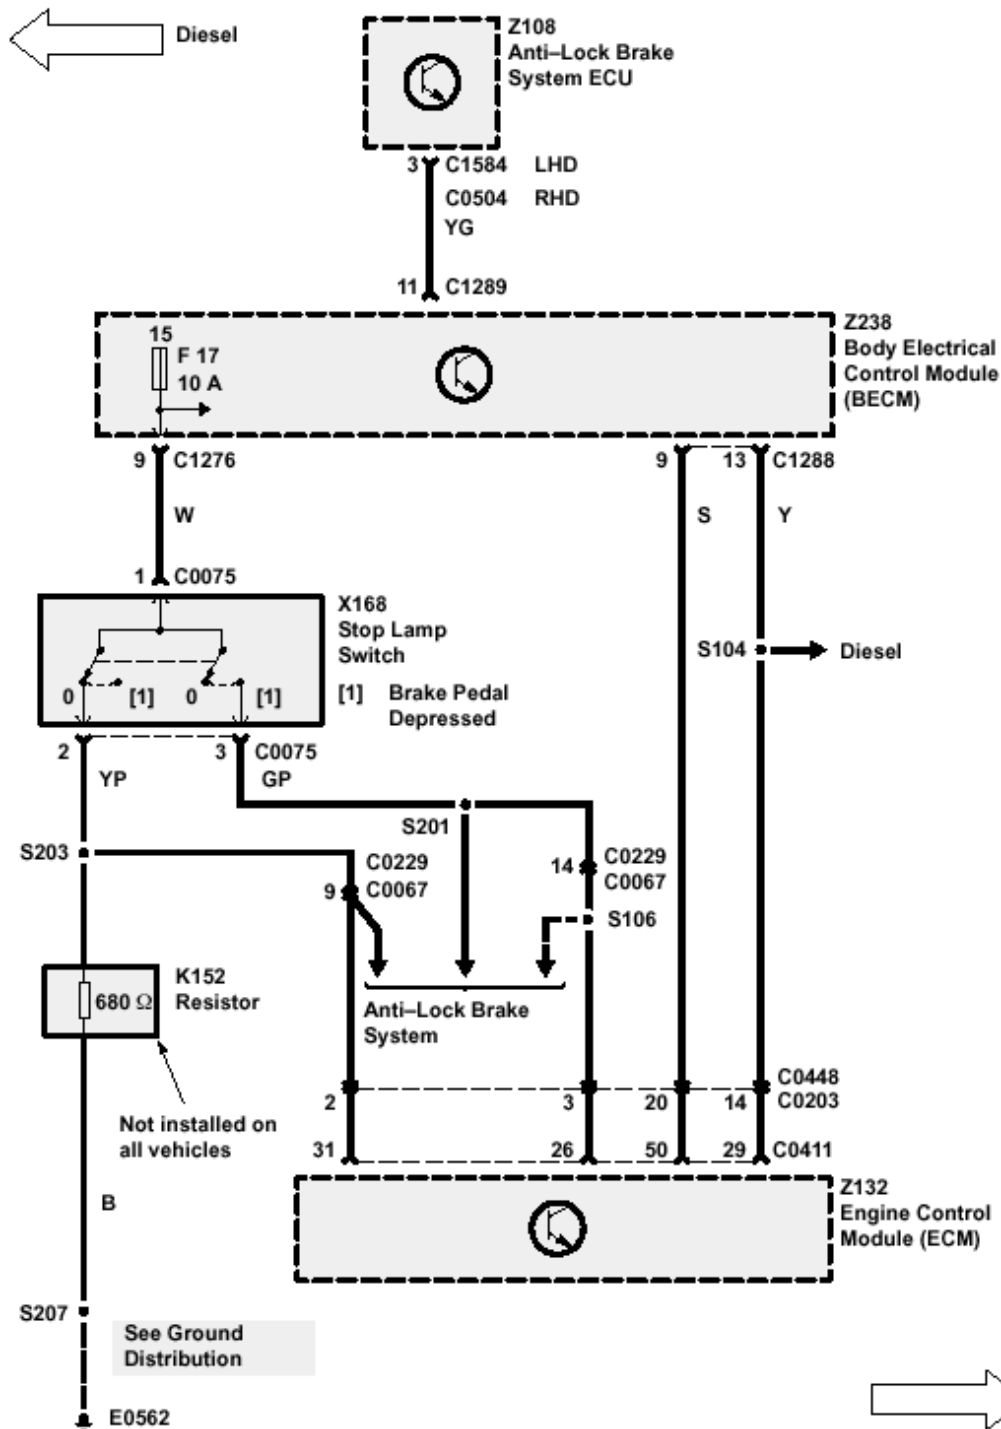 Diesel
Z108
Anti–Lock Brake
System ECU
3 C1584 LHD
C0504 RHD
YG
11 C1289
Z238
Body Electrical
Control Module
(BECM)
15
F 17
10 A
9 C1276
9 13 C1288
W
S Y
1 C0075
X168
Stop Lamp
Switch
[1] Brake Pedal
Depressed
0 [1] 0 [1]
S104 Diesel
2 3 C0075
YP GP
S201
S203
C0229
9 C0067
14 C0229
C0067
S106
K152
Resistor
680 Ω
Anti–Lock Brake
System
Not installed on
all vehicles
2 3 20 14 C0448
C0203
31 26 50 29 C0411
Z132
Engine Control
Module (ECM)
B
S207
See Ground
Distribution
E0562